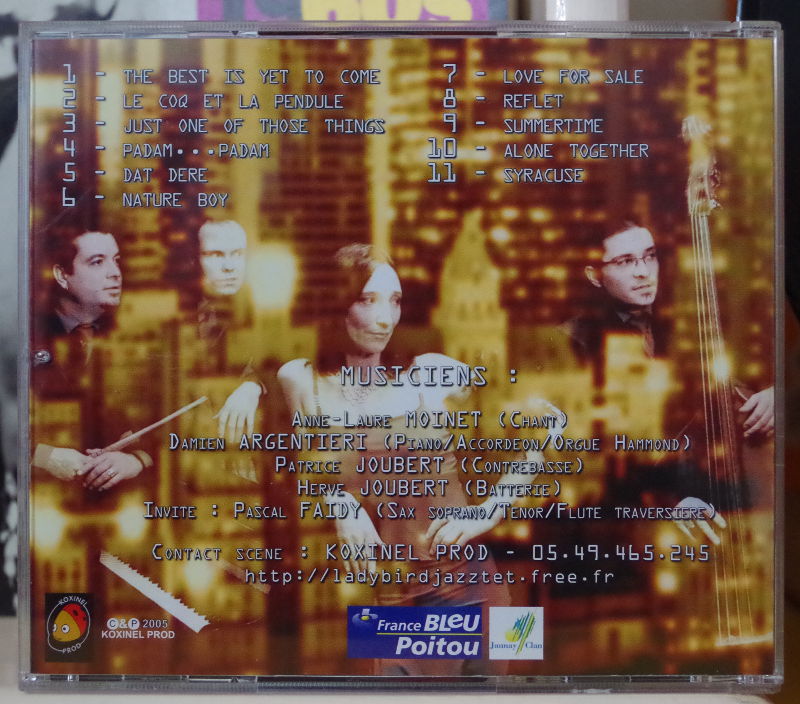 1 - THE BEST IS YET TO COME
2 - LE COQ ET LA PENDULE
3 - JUST ONE OF THOSE THINGS
4 - PADAM...PADAM
5 - DAT DERE
6 - NATURE BOY
7 - LOVE FOR SALE
8 - REFLET
9 - SUMMERTIME
10 - ALONE TOGETHER
11 - SYRACUSE
MUSICIENS :
ANNE-LAURE MOINET (CHANT)
DAMIEN ARGENTIERI (PIANO/ACCORDEON/ORGUE HAMMOND)
PATRICE JOUBERT (CONTREBASSE)
HERVE JOUBERT (BATTERIE)
INVITE : PASCAL FAIDY (SAX SOPRANO/TENOR/FLUTE TRAVERSIERE)
CONTACT SCENE : KOXINEL PROD - 05.49.465.245
http://ladybirdjazztet.free.fr
KOXINEL
PROD
C & P 2005
KOXINEL PROD
France BLEU
Poitou
Jaunay Clan